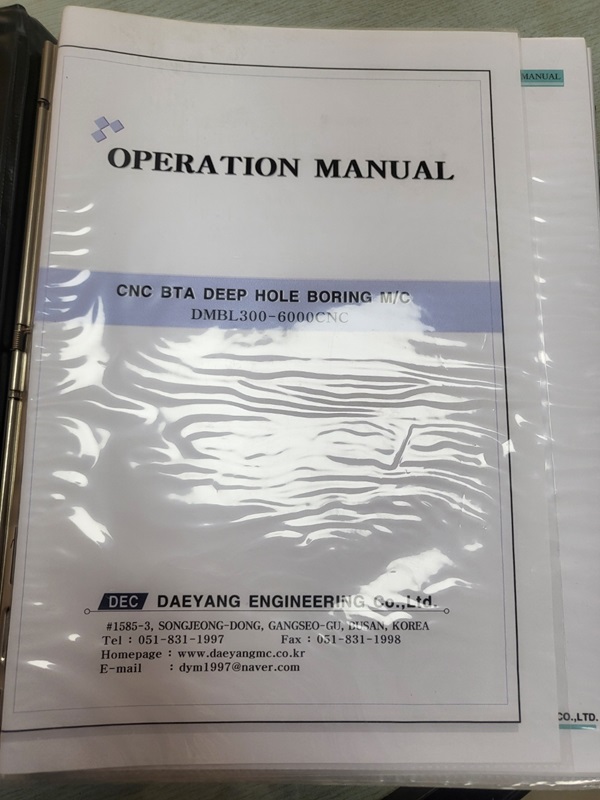 MANUAL
OPERATION MANUAL
CNC BTA DEEP HOLE BORING M/C
DMBL300-6000CNC
DEC DAEYANG ENGINEERING Co.,Ltd.
#1585-3, SONGJEONG-DONG, GANGSEO-GU, BUSAN, KOREA
Tel : 051-831-1997 Fax : 051-831-1998
Homepage : www.daeyangmc.co.kr
E-mail : dym1997@naver.com
CO.,LTD.